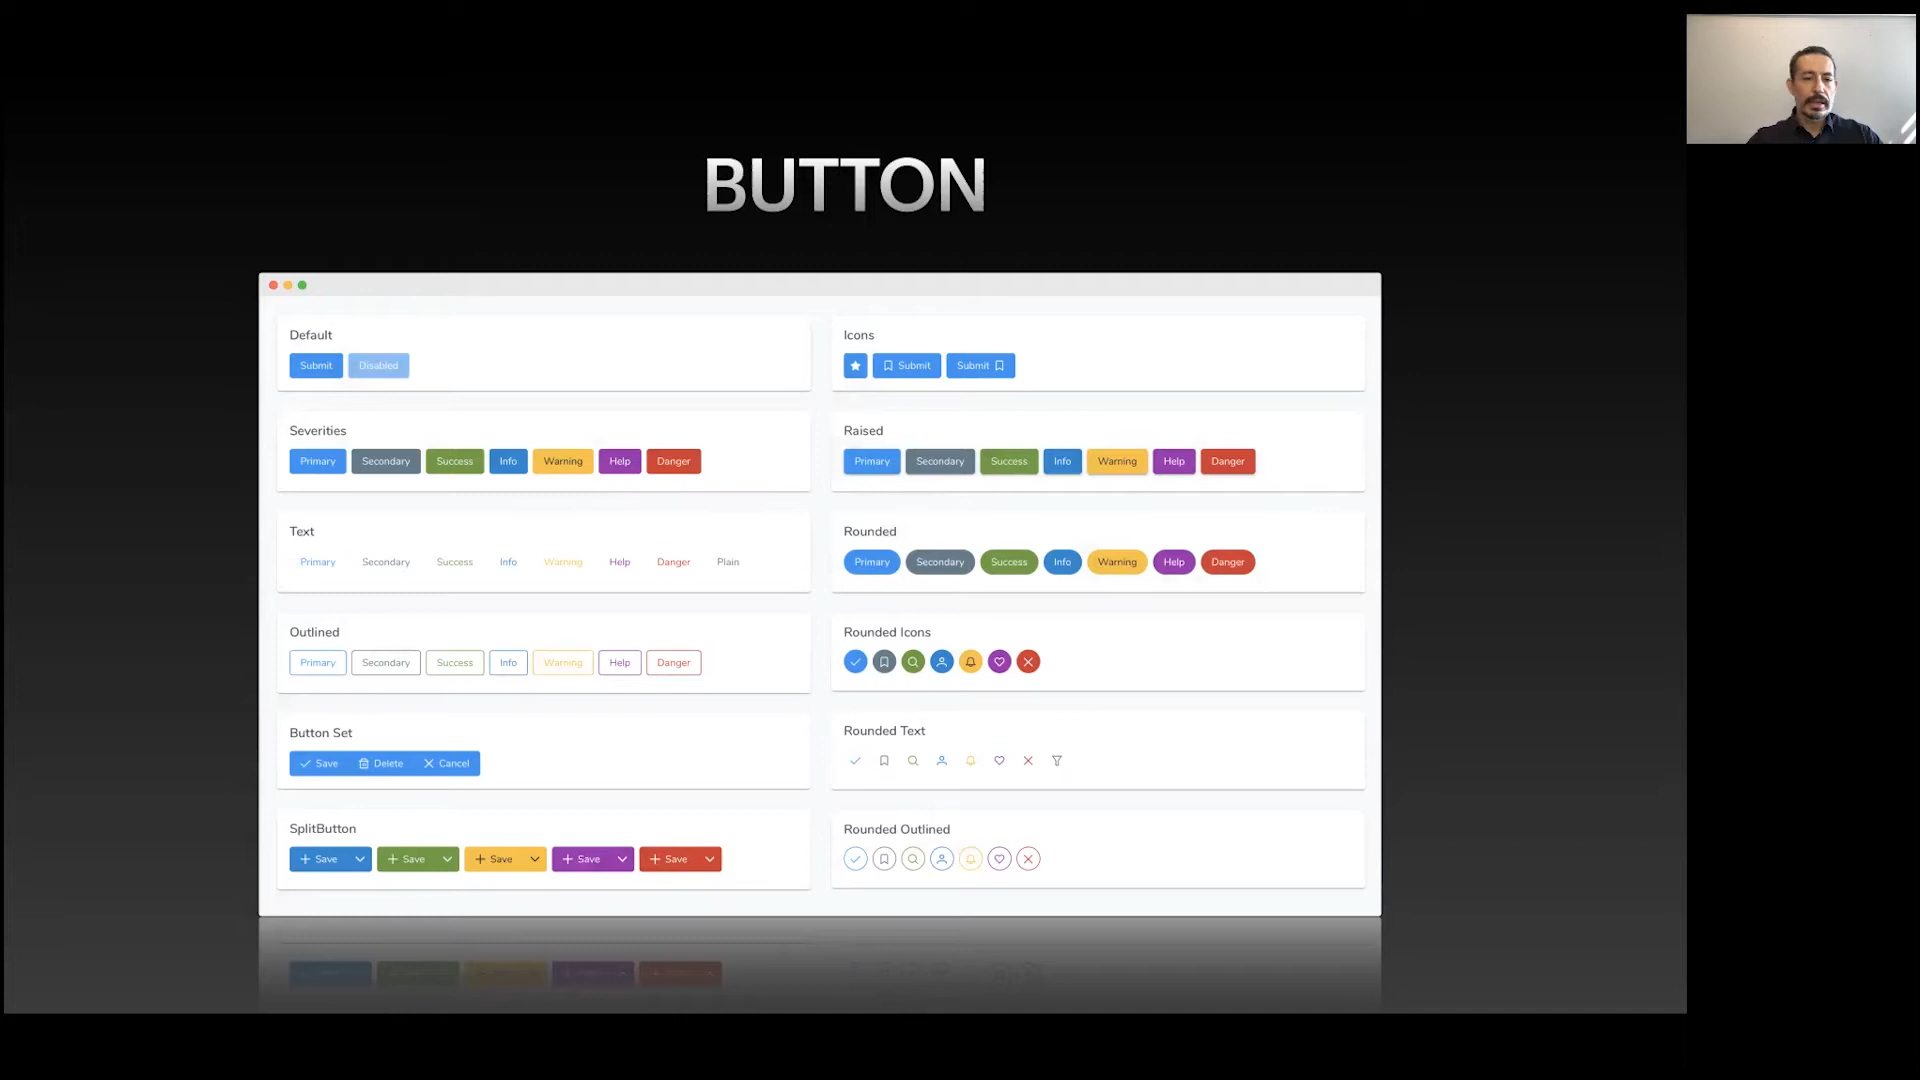 BUTTON
Default
Submit Disabled
Severities
Primary Secondary Success Info Warning Help Danger
Text
Primary Secondary Success Info Warning Help Danger Plain
Outlined
Primary Secondary Success Info Warning Help Danger
Button Set
Save Delete Cancel
SplitButton
Save Save Save Save Save
Icons
Submit Submit
Raised
Primary Secondary Success Info Warning Help Danger
Rounded
Primary Secondary Success Info Warning Help Danger
Rounded Icons
Rounded Text
Rounded Outlined